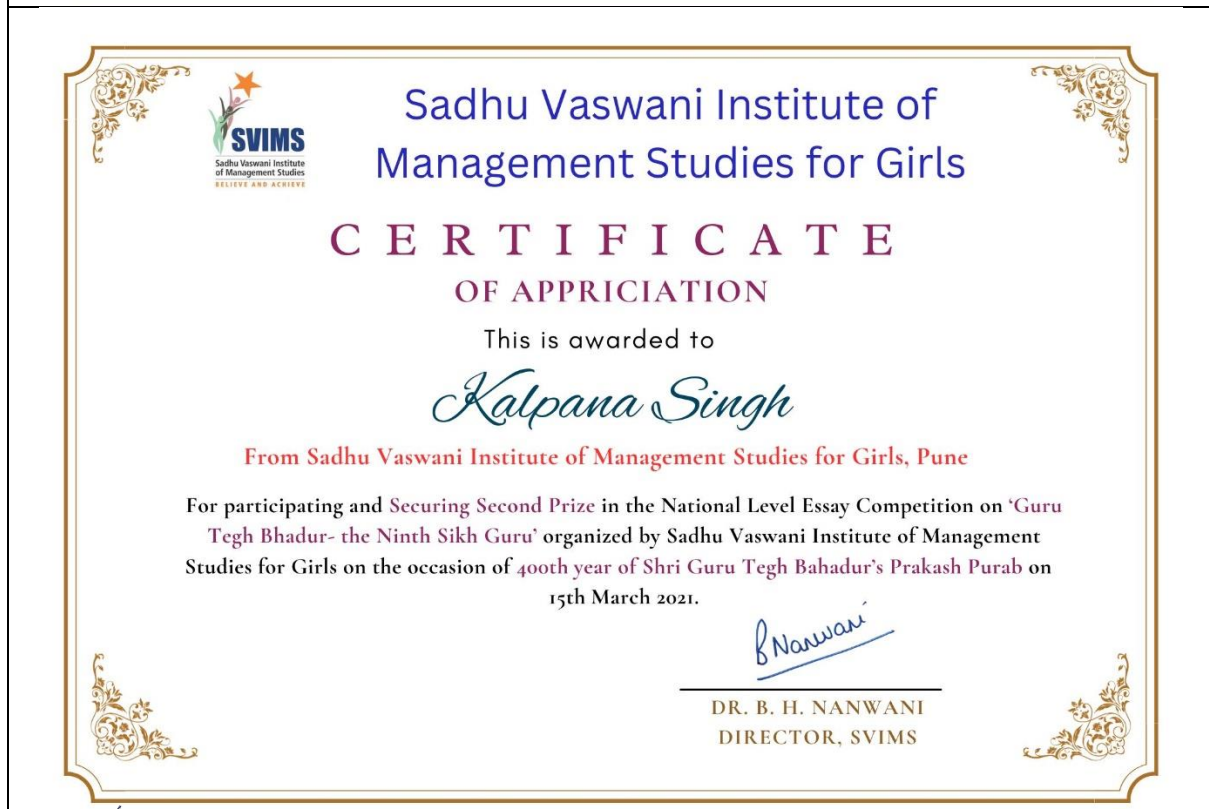 SVIMS
Sadhu Vaswani Institute
of Management Studies
BELIEVE AND ACHIEVE
Sadhu Vaswani Institute of
Management Studies for Girls
CERTIFICATE
OF APPRICIATION
This is awarded to
Kalpana Singh
From Sadhu Vaswani Institute of Management Studies for Girls, Pune
For participating and Securing Second Prize in the National Level Essay Competition on ‘Guru
Tegh Bhadur- the Ninth Sikh Guru’ organized by Sadhu Vaswani Institute of Management
Studies for Girls on the occasion of 400th year of Shri Guru Tegh Bahadur’s Prakash Purab on
15th March 2021.
B Nanwani
DR. B. H. NANWANI
DIRECTOR, SVIMS